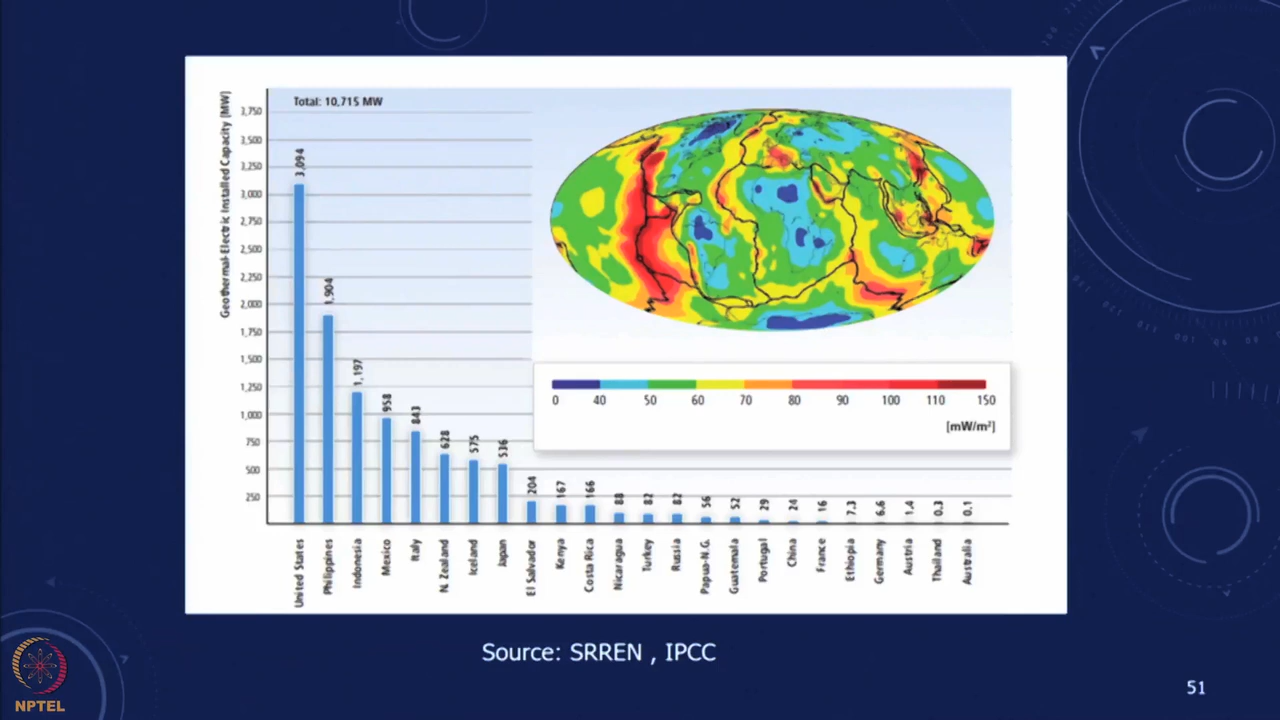 Total: 10,715 MW
Geothermal-Electric Installed Capacity [MW]
3,750
3,500
3,250
3,000
2,750
2,500
2,250
2,000
1,750
1,500
1,250
1,000
750
500
250
3,094
1,904
1,197
958
843
628
575
536
204
167
166
88
82
82
56
52
29
24
16
7.3
6.6
1.4
0.3
0.1
United States
Philippines
Indonesia
Mexico
Italy
N. Zealand
Iceland
Japan
El Salvador
Kenya
Costa Rica
Nicaragua
Turkey
Russia
Papua-N.G.
Guatemala
Portugal
China
France
Ethiopia
Germany
Austria
Thailand
Australia
0 40 50 60 70 80 90 100 110 150
[mW/m²]
Source: SRREN , IPCC
51
NPTEL